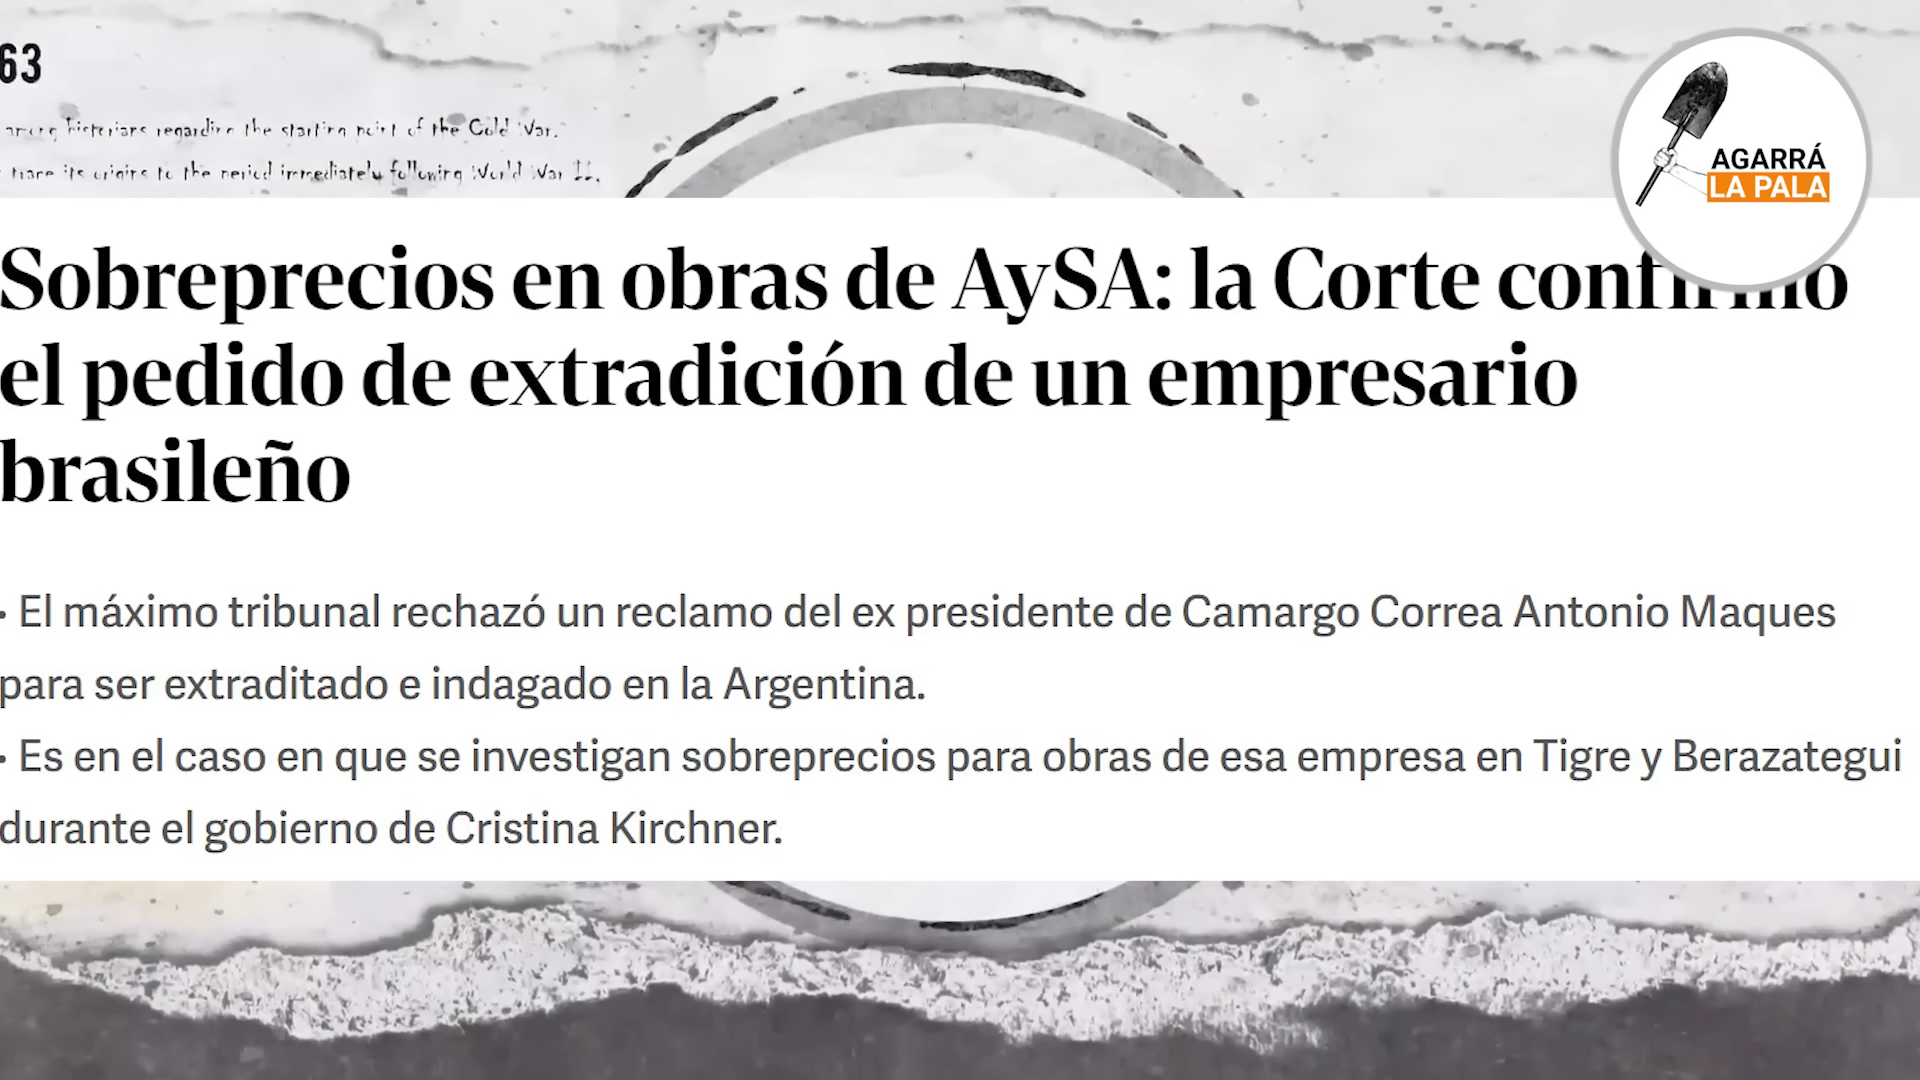 63
among historians regarding the starting point of the Cold War.
trace its origins to the period immediately following World War II.
AGARRÁ
LA PALA
Sobreprecios en obras de AySA: la Corte confirmó
el pedido de extradición de un empresario
brasileño
· El máximo tribunal rechazó un reclamo del ex presidente de Camargo Correa Antonio Maques
para ser extraditado e indagado en la Argentina.
· Es en el caso en que se investigan sobreprecios para obras de esa empresa en Tigre y Berazategui
durante el gobierno de Cristina Kirchner.